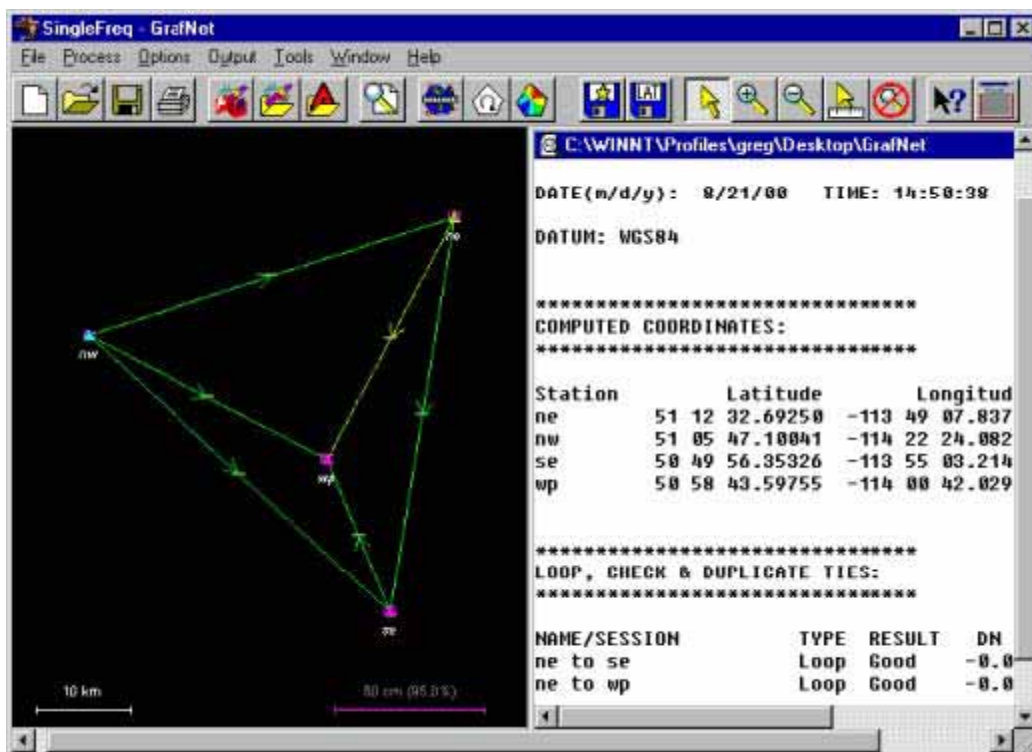 SingleFreq - GrafNet
File Process Options Output Tools Window Help
LAT
ne
nw
wp
se
10 km
50 cm (95.0%)
C:\WINNT\Profiles\greg\Desktop\GrafNet
DATE(m/d/y): 8/21/00 TIME: 14:50:38
DATUM: WGS84
********************************
COMPUTED COORDINATES:
********************************
Station Latitude Longitud
ne 51 12 32.69250 -113 49 07.837
nw 51 05 47.10041 -114 22 24.082
se 50 49 56.35326 -113 55 03.214
wp 50 58 43.59755 -114 00 42.029
********************************
LOOP, CHECK & DUPLICATE TIES:
********************************
NAME/SESSION TYPE RESULT DN
ne to se Loop Good -0.0
ne to wp Loop Good -0.0